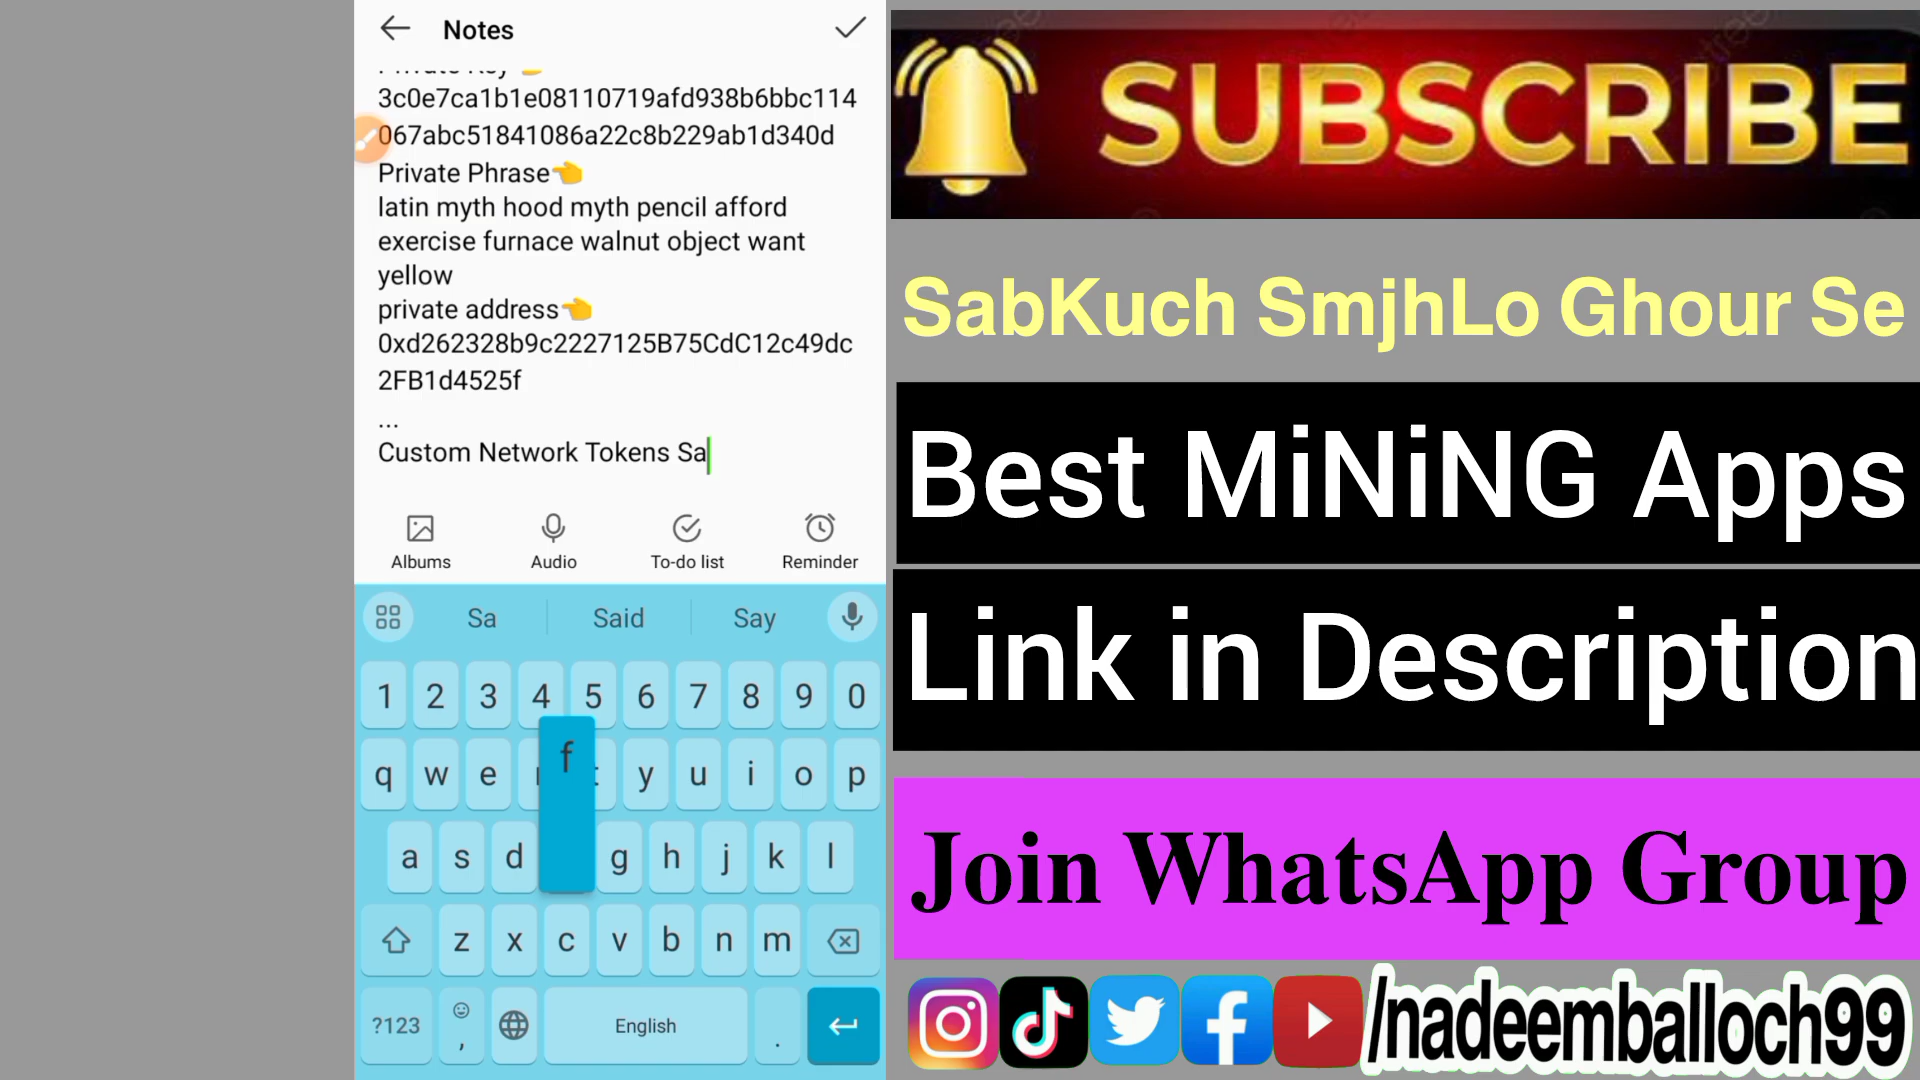 Notes
Private Key 👈
3c0e7ca1b1e08110719afd938b6bbc114
067abc51841086a22c8b229ab1d340d
Private Phrase👈
latin myth hood myth pencil afford
exercise furnace walnut object want
yellow
private address👈
0xd262328b9c2227125B75CdC12c49dc
2FB1d4525f
...
Custom Network Tokens Sa
Albums Audio To-do list Reminder
Sa Said Say
1 2 3 4 5 6 7 8 9 0
q w e r t y u i o p
a s d f g h j k l
z x c v b n m
?123 , English .
SUBSCRIBE
SabKuch SmjhLo Ghour Se
Best MiNiNG Apps
Link in Description
Join WhatsApp Group
/nadeemballoch99